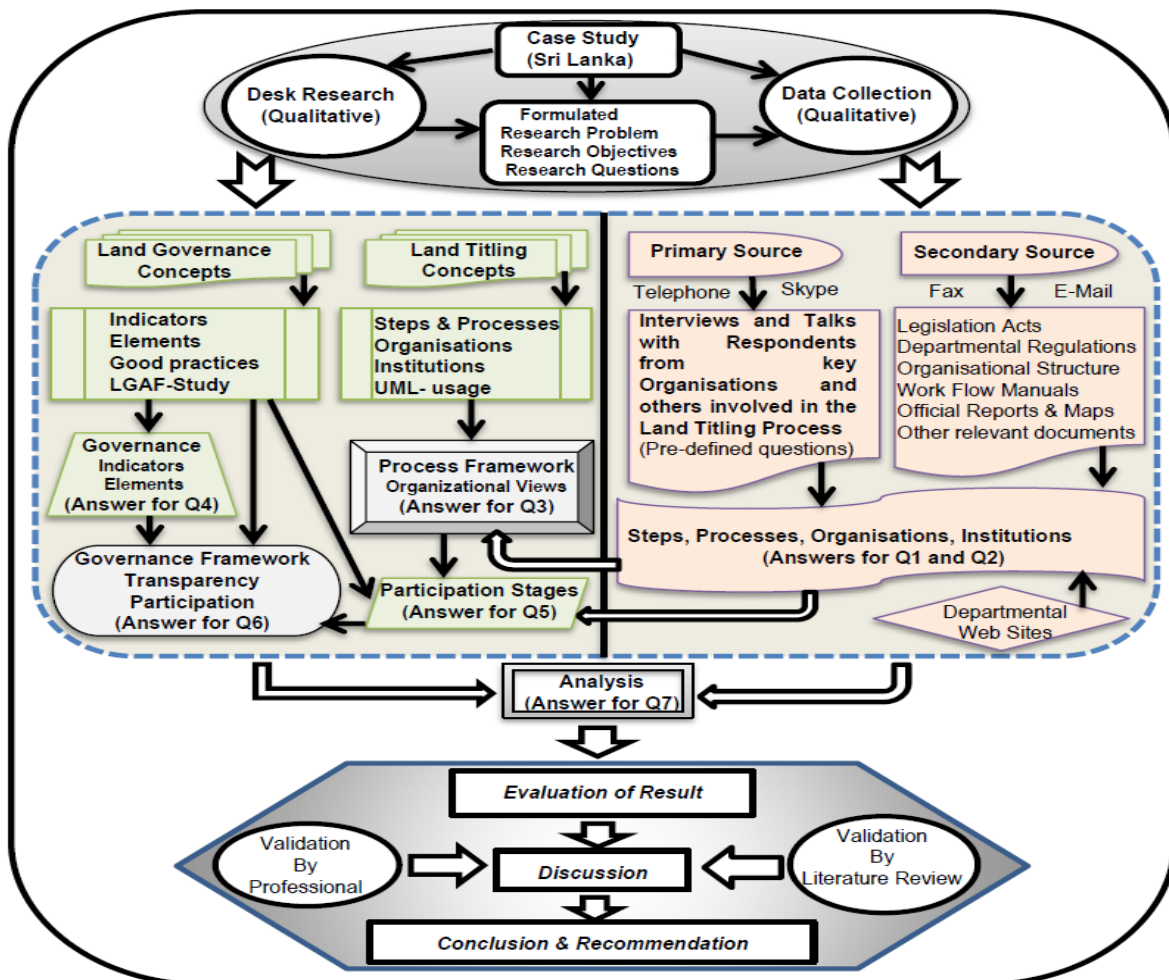 Case Study
(Sri Lanka)
Desk Research
(Qualitative)
Data Collection
(Qualitative)
Formulated
Research Problem
Research Objectives
Research Questions
Land Governance
Concepts
Land Titling
Concepts
Primary Source
Secondary Source
Telephone
Skype
Fax
E-Mail
Indicators
Elements
Good practices
LGAF-Study
Steps & Processes
Organisations
Institutions
UML- usage
Interviews and Talks
with Respondents
from key
Organisations and
others involved in the
Land Titling Process
(Pre-defined questions)
Legislation Acts
Departmental Regulations
Organisational Structure
Work Flow Manuals
Official Reports & Maps
Other relevant documents
Governance
Indicators
Elements
(Answer for Q4)
Process Framework
Organizational Views
(Answer for Q3)
Steps, Processes, Organisations, Institutions
(Answers for Q1 and Q2)
Governance Framework
Transparency
Participation
(Answer for Q6)
Participation Stages
(Answer for Q5)
Departmental
Web Sites
Analysis
(Answer for Q7)
Evaluation of Result
Validation
By
Professional
Discussion
Validation
By
Literature Review
Conclusion & Recommendation